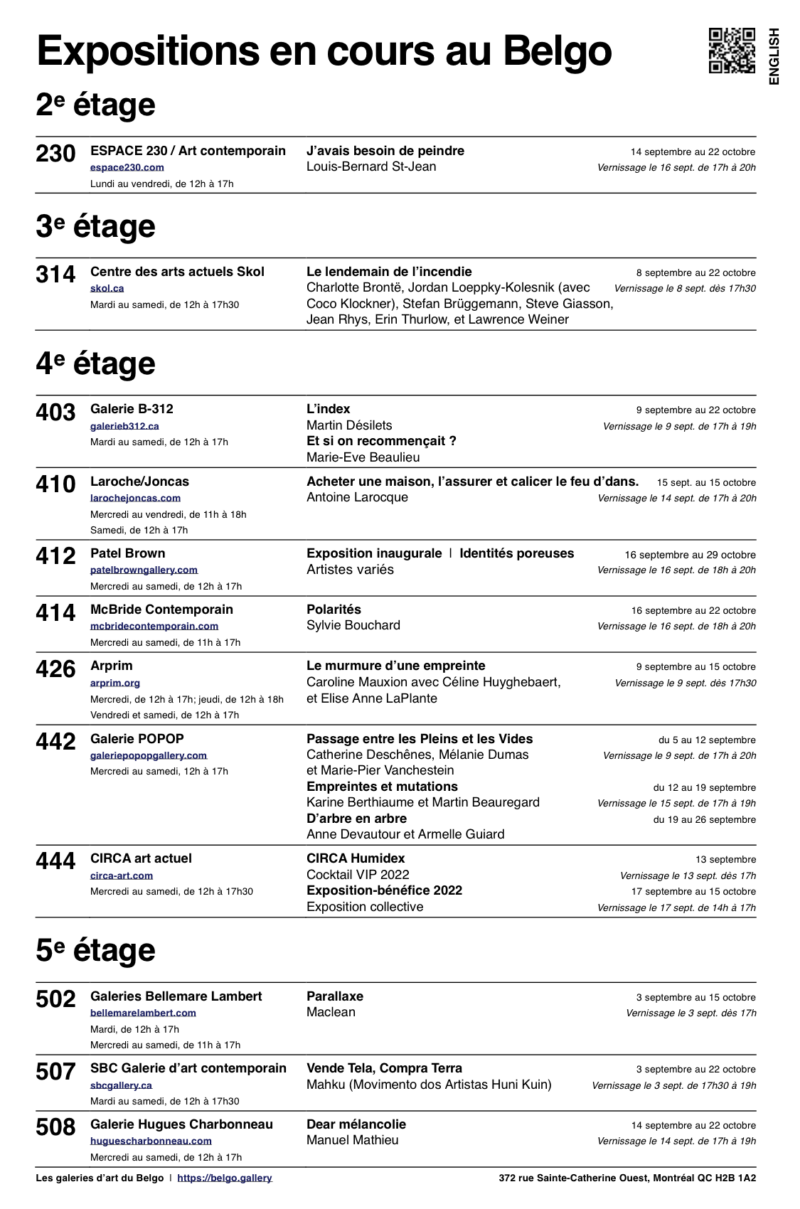 Expositions en cours au Belgo
ENGLISH
2e étage
230 ESPACE 230 / Art contemporain J’avais besoin de peindre 14 septembre au 22 octobre
espace230.com Louis-Bernard St-Jean Vernissage le 16 sept. de 17h à 20h
Lundi au vendredi, de 12h à 17h
3e étage
314 Centre des arts actuels Skol Le lendemain de l’incendie 8 septembre au 22 octobre
skol.ca Charlotte Brontë, Jordan Loeppky-Kolesnik (avec Vernissage le 8 sept. dès 17h30
Mardi au samedi, de 12h à 17h30 Coco Klockner), Stefan Brüggemann, Steve Giasson,
Jean Rhys, Erin Thurlow, et Lawrence Weiner
4e étage
403 Galerie B-312 L’index 9 septembre au 22 octobre
galerieb312.ca Martin Désilets Vernissage le 9 sept. de 17h à 19h
Mardi au samedi, de 12h à 17h Et si on recommençait ?
Marie-Eve Beaulieu
410 Laroche/Joncas Acheter une maison, l’assurer et calicer le feu d’dans. 15 sept. au 15 octobre
larochejoncas.com Antoine Larocque Vernissage le 14 sept. de 17h à 20h
Mercredi au vendredi, de 11h à 18h
Samedi, de 12h à 17h
412 Patel Brown Exposition inaugurale | Identités poreuses 16 septembre au 29 octobre
patelbrowngallery.com Artistes variés Vernissage le 16 sept. de 18h à 20h
Mercredi au samedi, de 12h à 17h
414 McBride Contemporain Polarités 16 septembre au 22 octobre
mcbridecontemporain.com Sylvie Bouchard Vernissage le 16 sept. de 18h à 20h
Mercredi au samedi, de 11h à 17h
426 Arprim Le murmure d’une empreinte 9 septembre au 15 octobre
arprim.org Caroline Mauxion avec Céline Huyghebaert, Vernissage le 9 sept. dès 17h30
Mercredi, de 12h à 17h; jeudi, de 12h à 18h et Elise Anne LaPlante
Vendredi et samedi, de 12h à 17h
442 Galerie POPOP Passage entre les Pleins et les Vides du 5 au 12 septembre
galeriepopopgallery.com Catherine Deschênes, Mélanie Dumas Vernissage le 9 sept. de 17h à 20h
Mercredi au samedi, 12h à 17h et Marie-Pier Vanchestein
Empreintes et mutations du 12 au 19 septembre
Karine Berthiaume et Martin Beauregard Vernissage le 15 sept. de 17h à 19h
D’arbre en arbre du 19 au 26 septembre
Anne Devautour et Armelle Guiard
444 CIRCA art actuel CIRCA Humidex 13 septembre
circa-art.com Cocktail VIP 2022 Vernissage le 13 sept. dès 17h
Mercredi au samedi, de 12h à 17h30 Exposition-bénéfice 2022 17 septembre au 15 octobre
Exposition collective Vernissage le 17 sept. de 14h à 17h
5e étage
502 Galeries Bellemare Lambert Parallaxe 3 septembre au 15 octobre
bellemarelambert.com Maclean Vernissage le 3 sept. dès 17h
Mardi, de 12h à 17h
Mercredi au samedi, de 11h à 17h
507 SBC Galerie d’art contemporain Vende Tela, Compra Terra 3 septembre au 22 octobre
sbcgallery.ca Mahku (Movimento dos Artistas Huni Kuin) Vernissage le 3 sept. de 17h30 à 19h
Mardi au samedi, de 12h à 17h30
508 Galerie Hugues Charbonneau Dear mélancolie 14 septembre au 22 octobre
huguescharbonneau.com Manuel Mathieu Vernissage le 14 sept. de 17h à 19h
Mercredi au samedi, de 12h à 17h
Les galeries d’art du Belgo | https://belgo.gallery 372 rue Sainte-Catherine Ouest, Montréal QC H2B 1A2